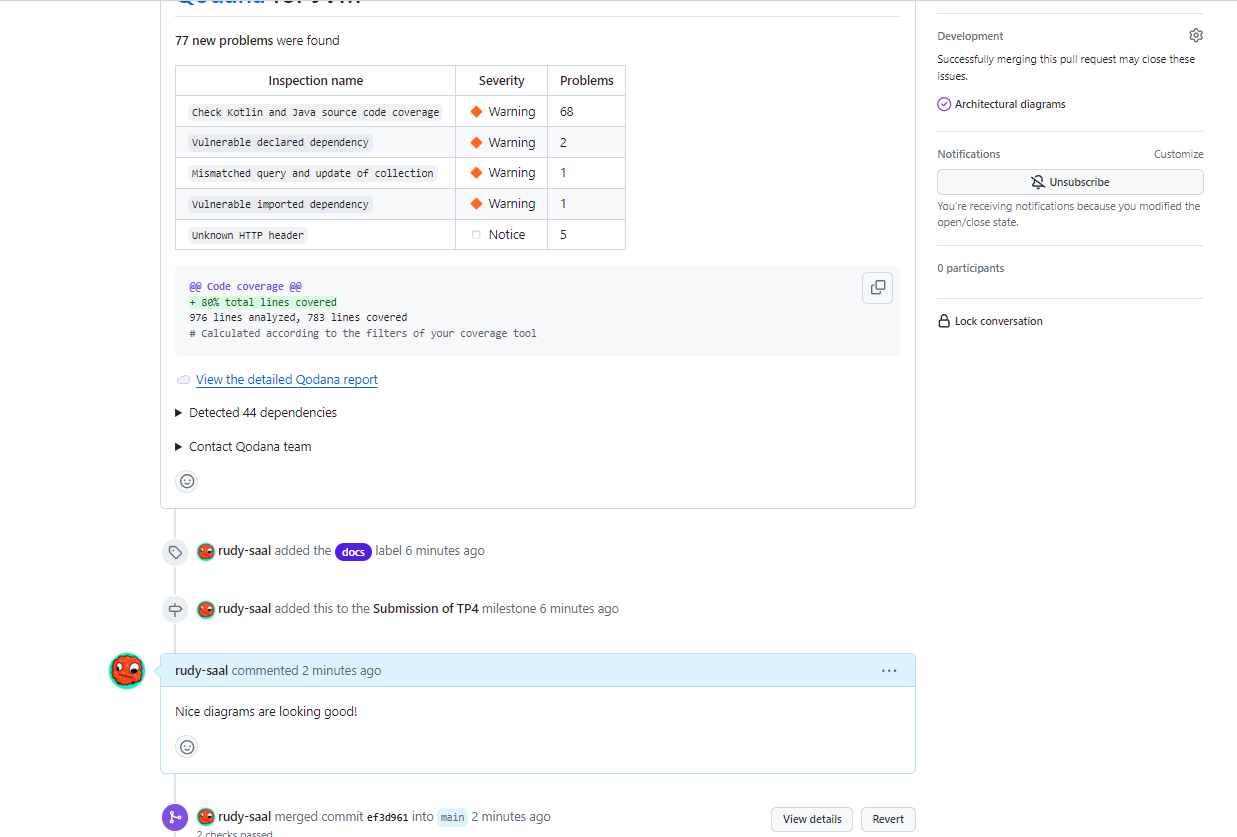 Qodana for JVM
77 new problems were found
Inspection name Severity Problems
Check Kotlin and Java source code coverage Warning 68
Vulnerable declared dependency Warning 2
Mismatched query and update of collection Warning 1
Vulnerable imported dependency Warning 1
Unknown HTTP header Notice 5
@@ Code coverage @@
+ 80% total lines covered
976 lines analyzed, 783 lines covered
# Calculated according to the filters of your coverage tool
View the detailed Qodana report
Detected 44 dependencies
Contact Qodana team
rudy-saal added the docs label 6 minutes ago
rudy-saal added this to the Submission of TP4 milestone 6 minutes ago
rudy-saal commented 2 minutes ago
Nice diagrams are looking good!
rudy-saal merged commit ef3d961 into main 2 minutes ago
View details Revert
2 checks passed
Development
Successfully merging this pull request may close these
issues.
Architectural diagrams
Notifications Customize
Unsubscribe
You're receiving notifications because you modified the
open/close state.
0 participants
Lock conversation